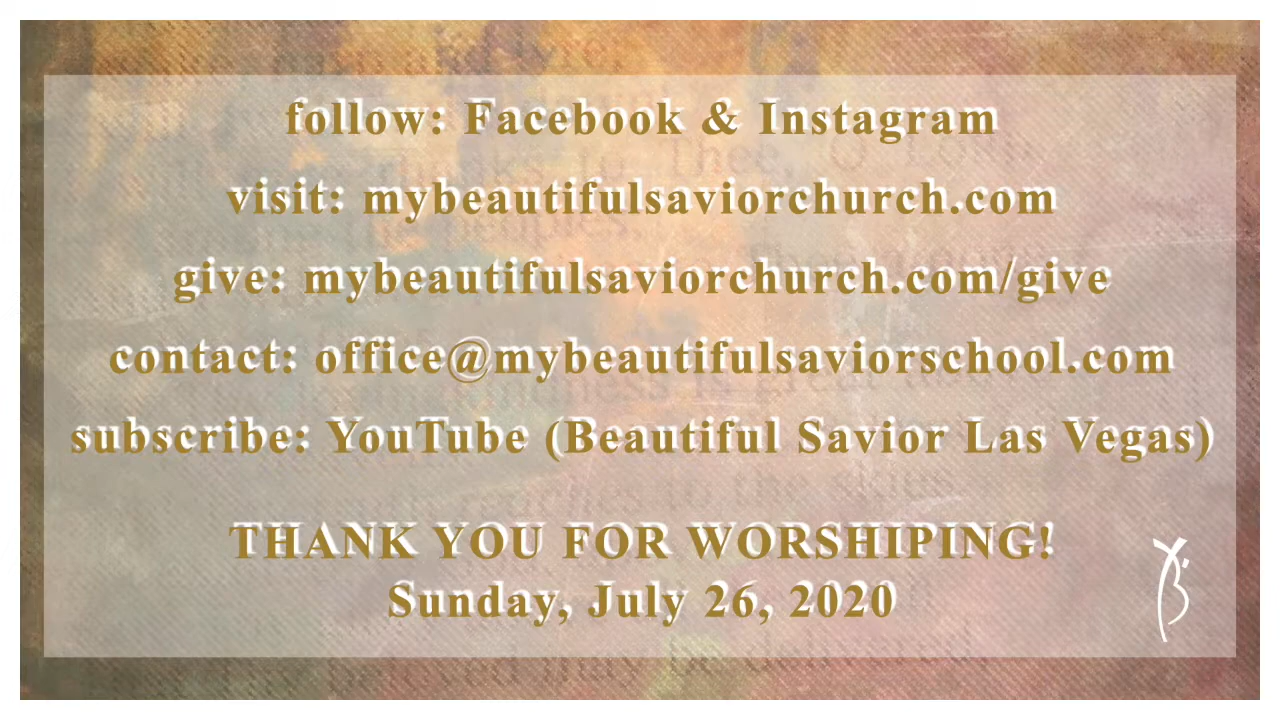 follow: Facebook & Instagram
visit: mybeautifulsaviorchurch.com
give: mybeautifulsaviorchurch.com/give
contact: office@mybeautifulsaviorschool.com
subscribe: YouTube (Beautiful Savior Las Vegas)
THANK YOU FOR WORSHIPING!
Sunday, July 26, 2020